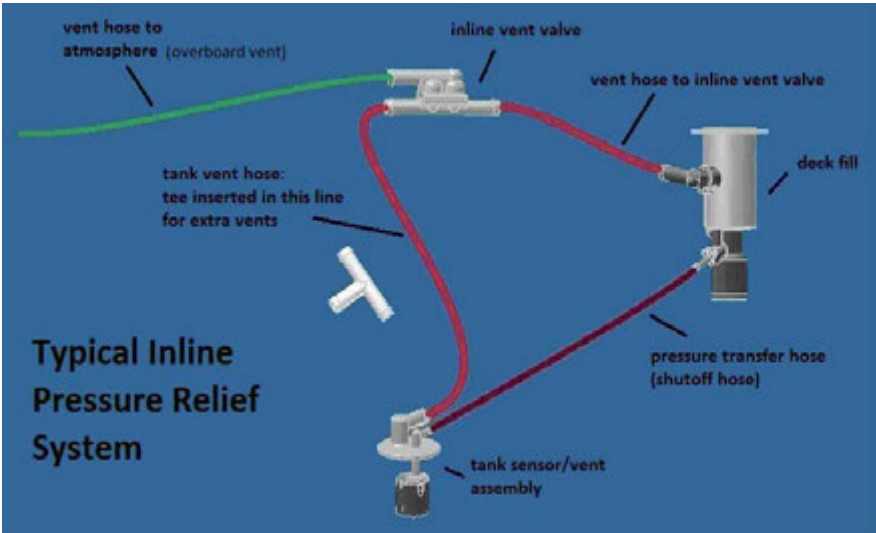 vent hose to
atmosphere (overboard vent)
inline vent valve
vent hose to inline vent valve
deck fill
tank vent hose:
tee inserted in this line
for extra vents
Typical Inline
Pressure Relief
System
pressure transfer hose
(shutoff hose)
tank sensor/vent
assembly